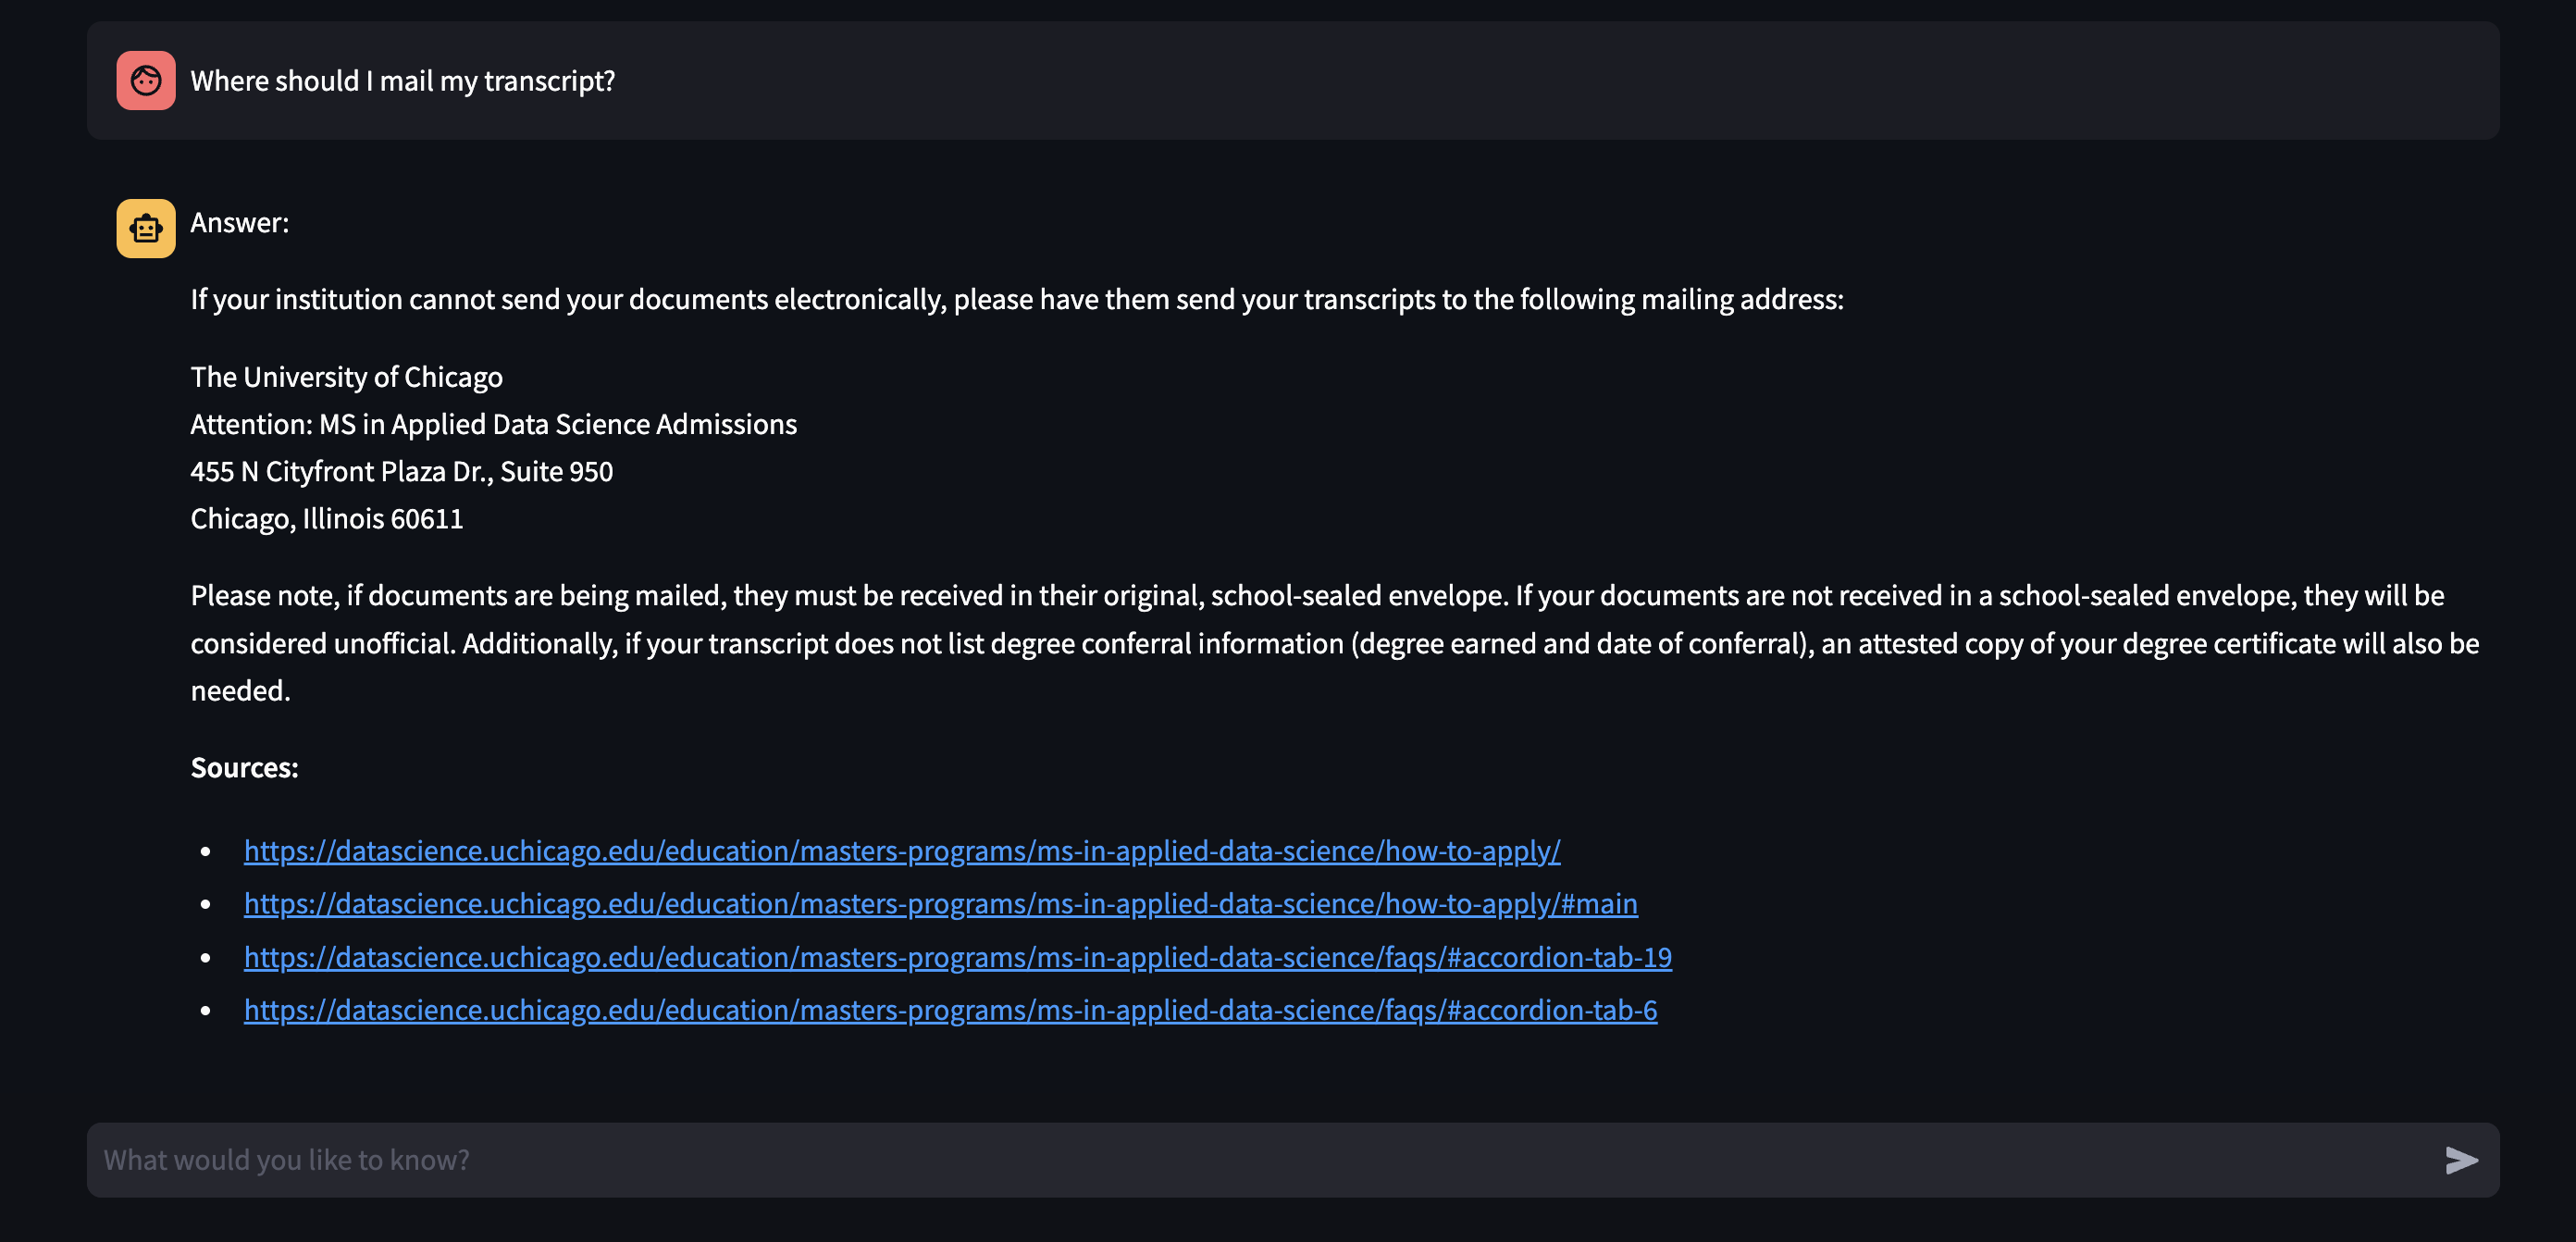 Where should I mail my transcript?
Answer:
If your institution cannot send your documents electronically, please have them send your transcripts to the following mailing address:
The University of Chicago
Attention: MS in Applied Data Science Admissions
455 N Cityfront Plaza Dr., Suite 950
Chicago, Illinois 60611
Please note, if documents are being mailed, they must be received in their original, school-sealed envelope. If your documents are not received in a school-sealed envelope, they will be
considered unofficial. Additionally, if your transcript does not list degree conferral information (degree earned and date of conferral), an attested copy of your degree certificate will also be
needed.
Sources:
• https://datascience.uchicago.edu/education/masters-programs/ms-in-applied-data-science/how-to-apply/
• https://datascience.uchicago.edu/education/masters-programs/ms-in-applied-data-science/how-to-apply/#main
• https://datascience.uchicago.edu/education/masters-programs/ms-in-applied-data-science/faqs/#accordion-tab-19
• https://datascience.uchicago.edu/education/masters-programs/ms-in-applied-data-science/faqs/#accordion-tab-6
What would you like to know?